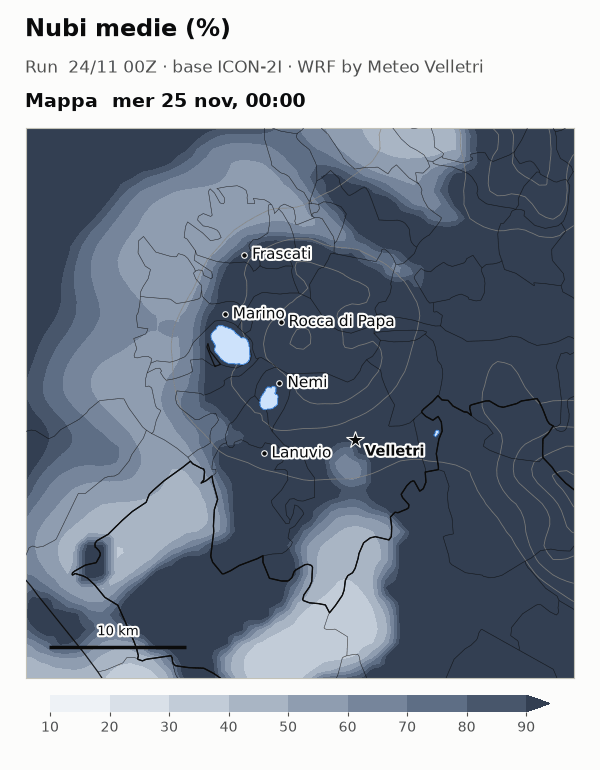 Nubi medie (%)
Run  24/11 00Z · base ICON-2I · WRF by Meteo Velletri
Mappa  mer 25 nov, 00:00
Frascati
Marino
Rocca di Papa
Nemi
Velletri
Lanuvio
10 km
10 20 30 40 50 60 70 80 90